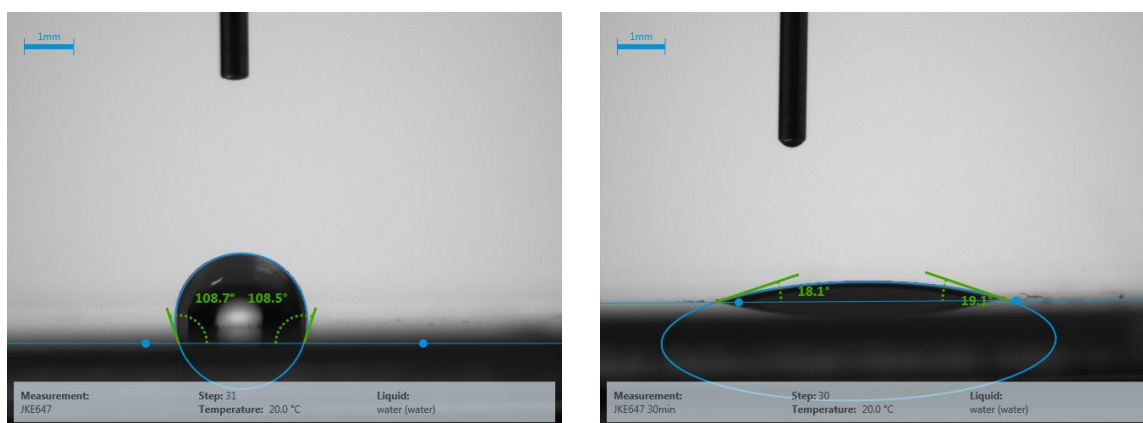 1mm
108.7° 108.5°
Measurement: Step: 31 Liquid:
JKE647 Temperature: 20.0 °C water (water)
1mm
18.1°
19.1°
Measurement: Step: 30 Liquid:
JKE647 30min Temperature: 20.0 °C water (water)